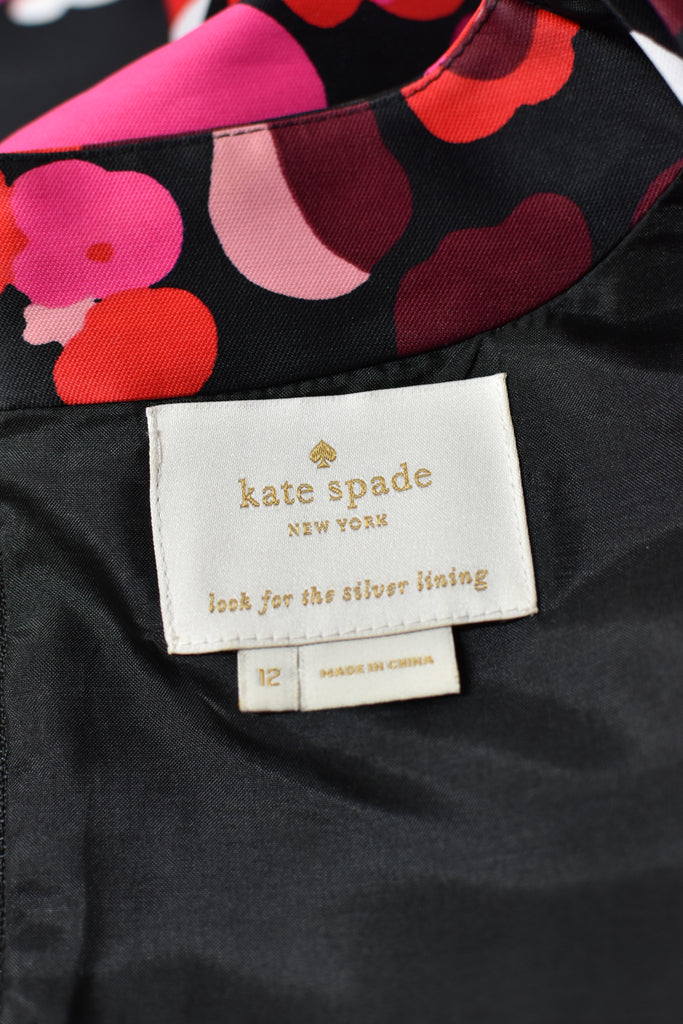 kate spade
NEW YORK
look for the silver lining
12
MADE IN CHINA